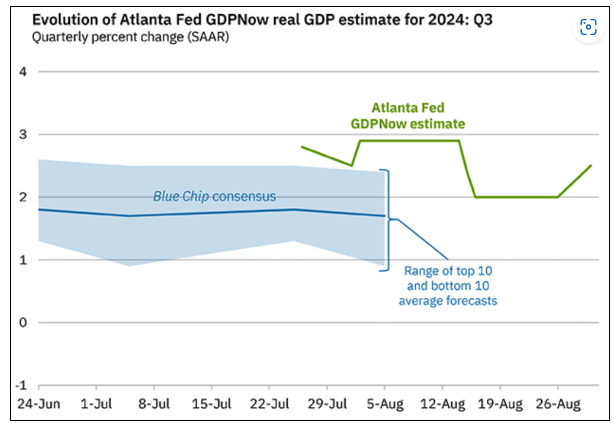 Evolution of Atlanta Fed GDPNow real GDP estimate for 2024: Q3
Quarterly percent change (SAAR)
4
Atlanta Fed
GDPNow estimate
3
Blue Chip consensus
2
1
Range of top 10
and bottom 10
average forecasts
0
-1
24-Jun 1-Jul 8-Jul 15-Jul 22-Jul 29-Jul 5-Aug 12-Aug 19-Aug 26-Aug